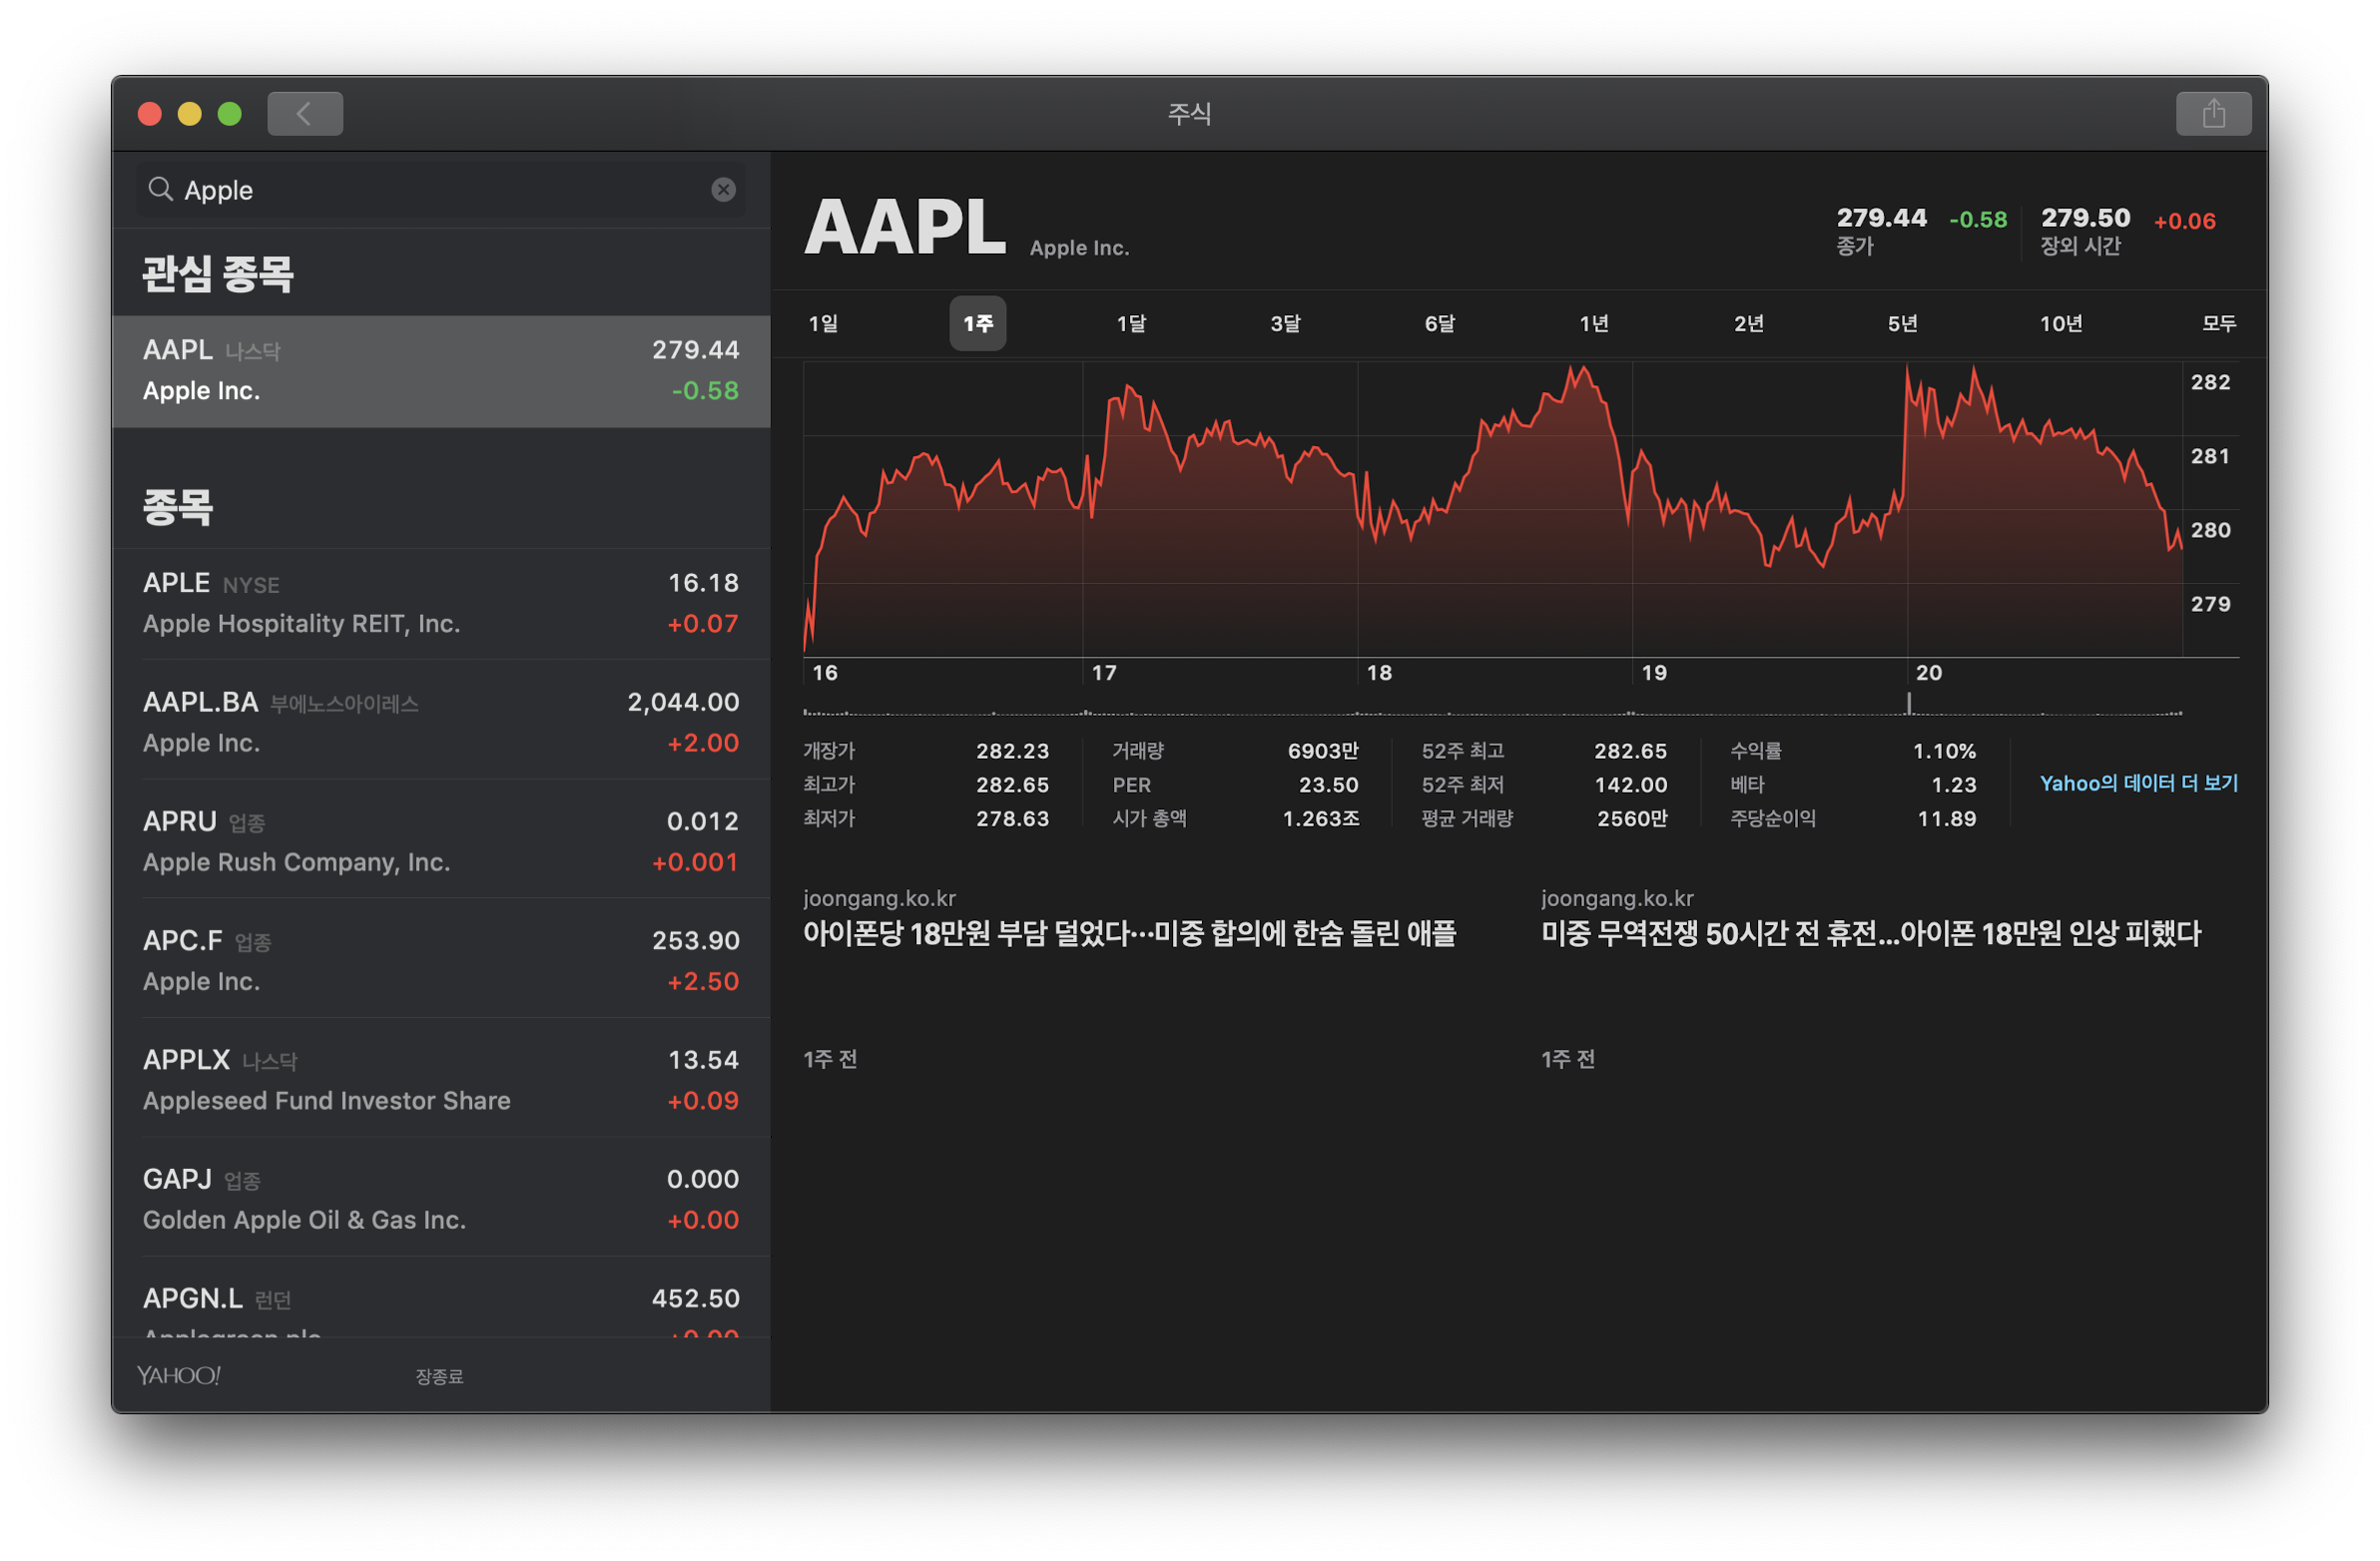 주식
Apple
관심 종목
AAPL 나스닥 279.44
Apple Inc. -0.58
종목
APLE NYSE 16.18
Apple Hospitality REIT, Inc. +0.07
AAPL.BA 부에노스아이레스 2,044.00
Apple Inc. +2.00
APRU 업종 0.012
Apple Rush Company, Inc. +0.001
APC.F 업종 253.90
Apple Inc. +2.50
APPLX 나스닥 13.54
Appleseed Fund Investor Share +0.09
GAPJ 업종 0.000
Golden Apple Oil & Gas Inc. +0.00
APGN.L 런던 452.50
Applegreen plc +0.00
YAHOO! 장종료
AAPL Apple Inc.
279.44 -0.58 279.50 +0.06
종가 장외 시간
1일 1주 1달 3달 6달 1년 2년 5년 10년 모두
282
281
280
279
16 17 18 19 20
개장가 282.23 거래량 6903만 52주 최고 282.65 수익률 1.10%
최고가 282.65 PER 23.50 52주 최저 142.00 베타 1.23 Yahoo의 데이터 더 보기
최저가 278.63 시가 총액 1.263조 평균 거래량 2560만 주당순이익 11.89
joongang.ko.kr
아이폰당 18만원 부담 덜었다…미중 합의에 한숨 돌린 애플
1주 전
joongang.ko.kr
미중 무역전쟁 50시간 전 휴전...아이폰 18만원 인상 피했다
1주 전